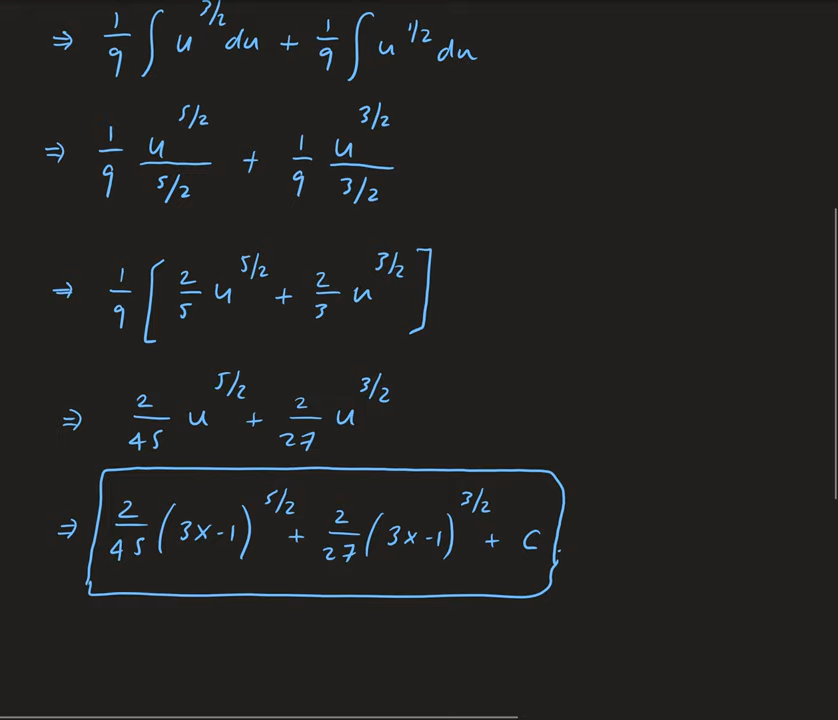 ⇒ 1/9 ∫ u^3/2 du + 1/9 ∫ u^1/2 du
⇒ 1/9 u^5/2 / 5/2 + 1/9 u^3/2 / 3/2
⇒ 1/9 [ 2/5 u^5/2 + 2/3 u^3/2 ]
⇒ 2/45 u^5/2 + 2/27 u^3/2
⇒ 2/45 (3x-1)^5/2 + 2/27 (3x-1)^3/2 + C.